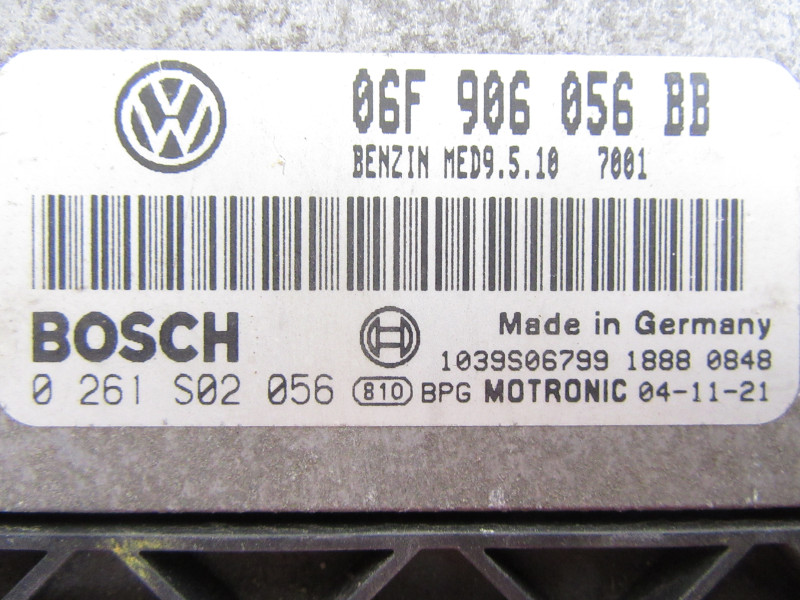 06F 906 056 BB
BENZIN MED9.5.10 7001
BOSCH
Made in Germany
1039S06799 1888 0848
0 261 S02 056 810 BPG MOTRONIC 04-11-21